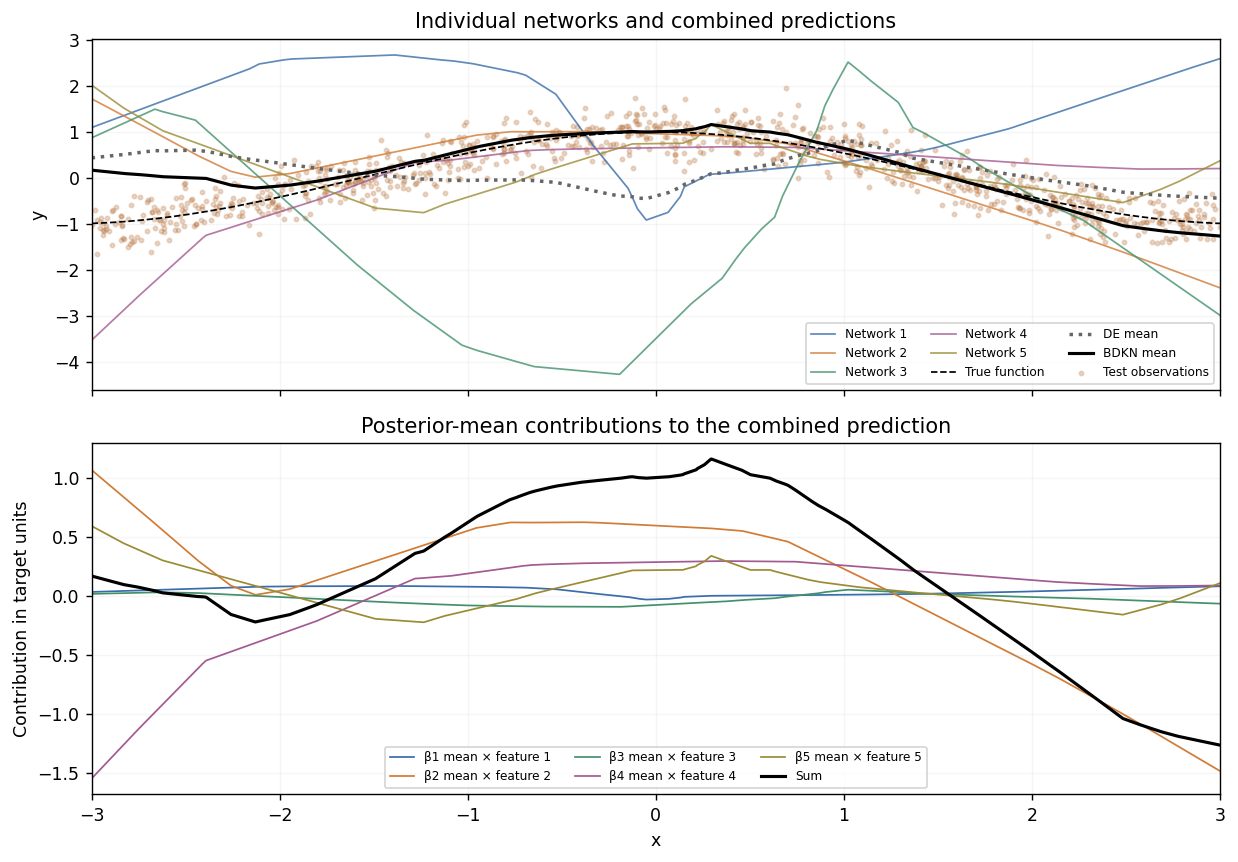 Individual networks and combined predictions
3
2
1
0
−1
−2
−3
−4
y
Network 1
Network 2
Network 3
Network 4
Network 5
True function
DE mean
BDKN mean
Test observations
Posterior-mean contributions to the combined prediction
1.0
0.5
0.0
−0.5
−1.0
−1.5
Contribution in target units
β1 mean × feature 1
β2 mean × feature 2
β3 mean × feature 3
β4 mean × feature 4
β5 mean × feature 5
Sum
−3
−2
−1
0
1
2
3
x